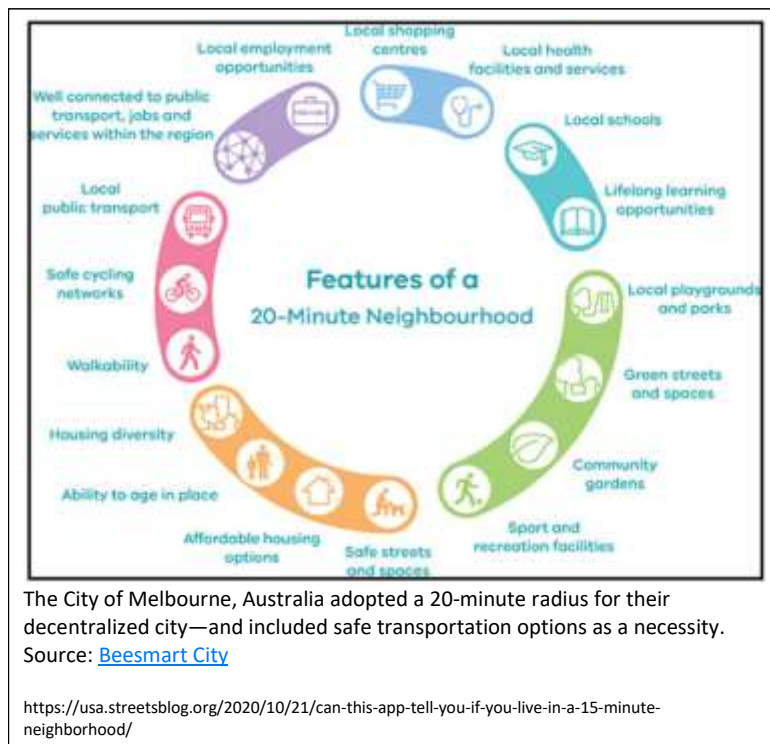 Local shopping
centres
Local health
facilities and services
Local schools
Lifelong learning
opportunities
Local playgrounds
and parks
Green streets
and spaces
Community
gardens
Sport and
recreation facilities
Safe streets
and spaces
Affordable housing
options
Ability to age in place
Housing diversity
Walkability
Safe cycling
networks
Local
public transport
Well connected to public
transport, jobs and
services within the region
Local employment
opportunities
Features of a
20-Minute Neighbourhood
The City of Melbourne, Australia adopted a 20-minute radius for their
decentralized city—and included safe transportation options as a necessity.
Source: Beesmart City
https://usa.streetsblog.org/2020/10/21/can-this-app-tell-you-if-you-live-in-a-15-minute-
neighborhood/